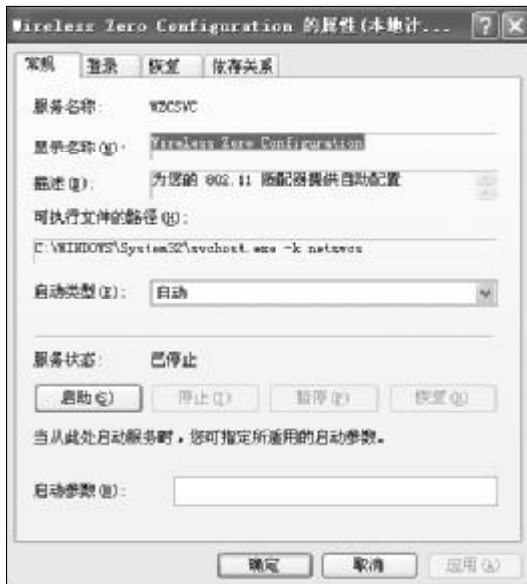 Wireless Zero Configuration 的属性(本地计...
常规 登录 恢复 依存关系
服务名称: WZCSVC
显示名称(N): Wireless Zero Configuration
描述(D): 为您的 802.11 适配器提供自动配置
可执行文件的路径(H):
C:\WINDOWS\System32\svchost.exe -k netsvcs
启动类型(E): 自动
服务状态: 已停止
启动(S) 停止(T) 暂停(P) 恢复(R)
当从此处启动服务时，您可指定所适用的启动参数。
启动参数(M):
确定 取消 应用(A)